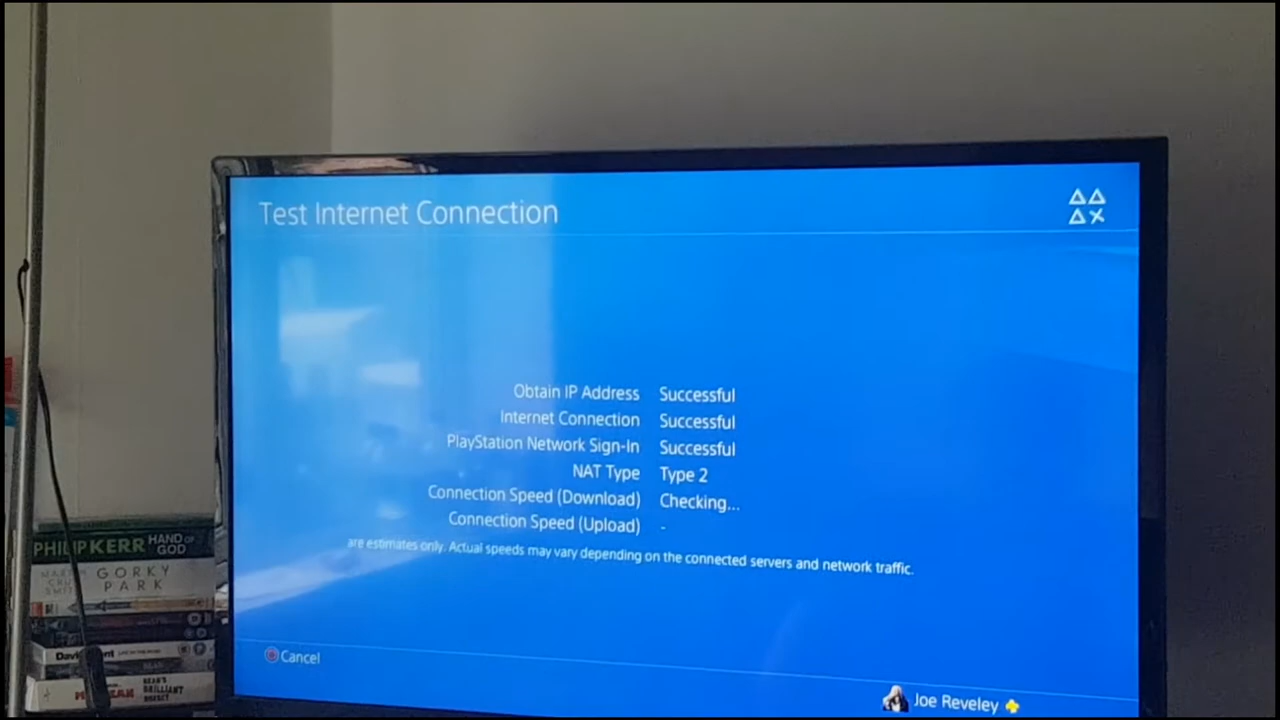 Test Internet Connection
Obtain IP Address Successful
Internet Connection Successful
PlayStation Network Sign-In Successful
NAT Type Type 2
Connection Speed (Download) Checking...
Connection Speed (Upload) -
are estimates only. Actual speeds may vary depending on the connected servers and network traffic.
Cancel
Joe Reveley
PHILIP KERR HAND OF GOD
GORKY PARK
BRILLIANT